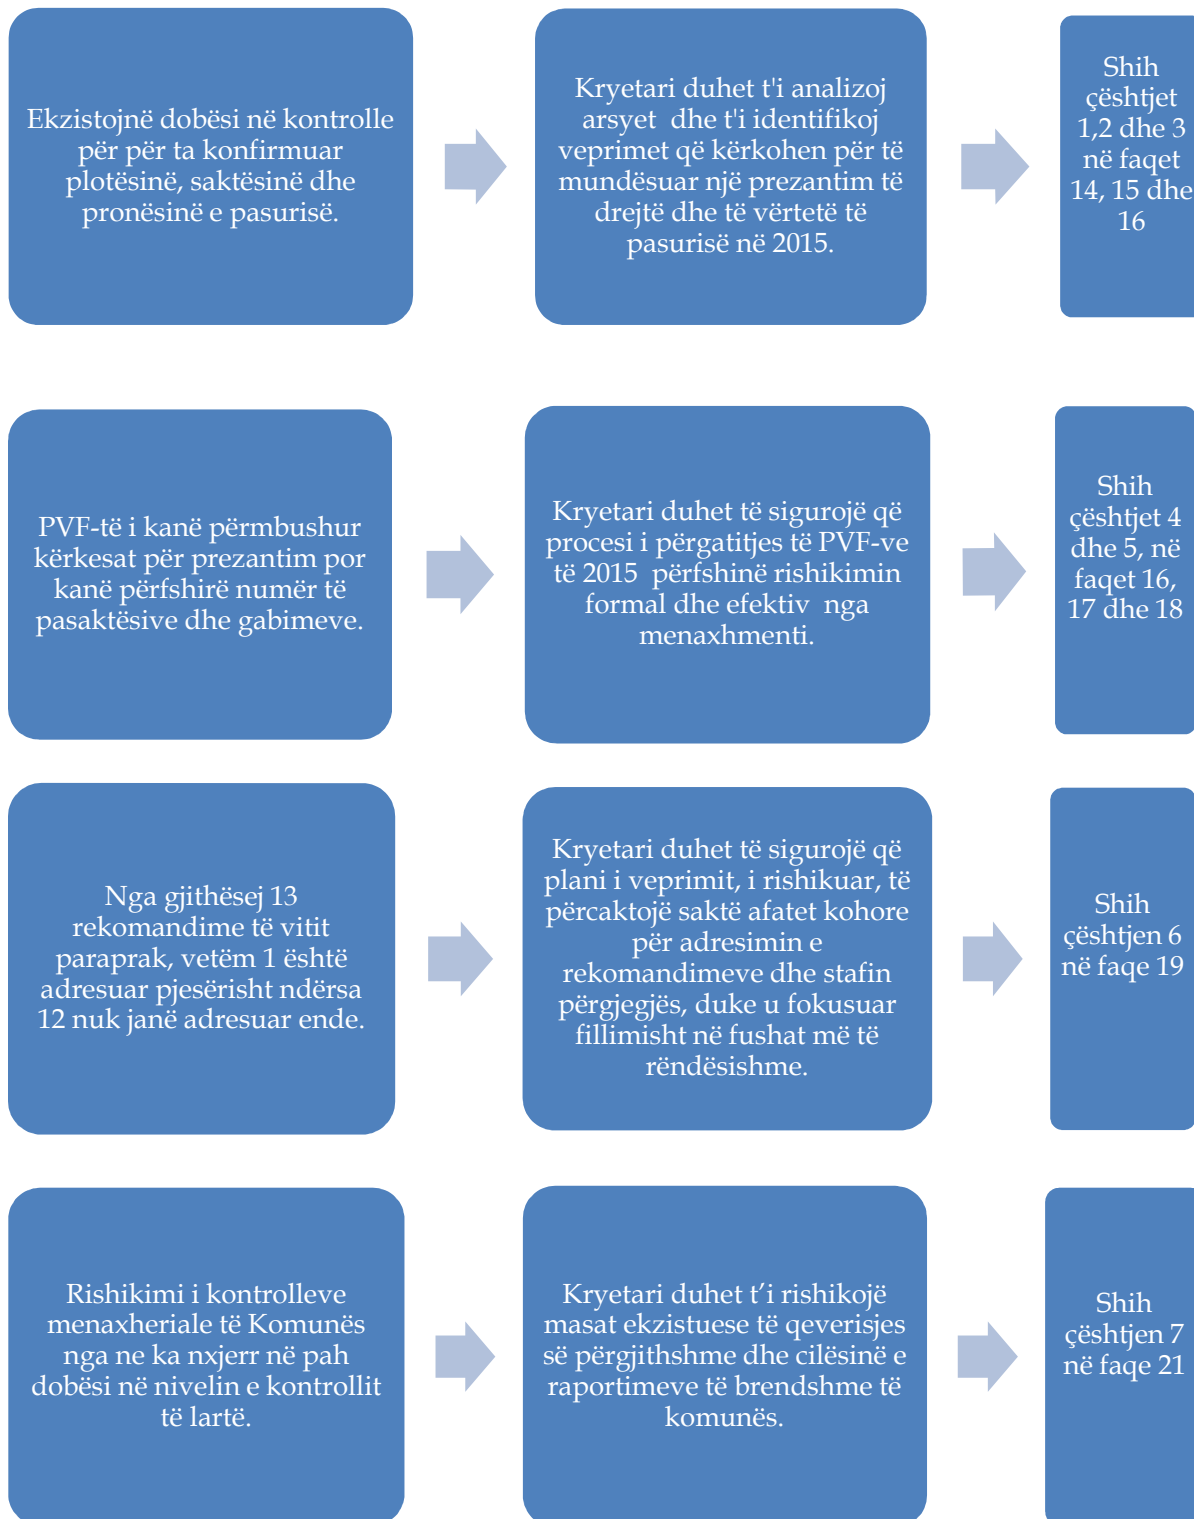 Ekzistojnë dobësi në kontrolle
për për ta konfirmuar
plotësinë, saktësinë dhe
pronësinë e pasurisë.
Kryetari duhet t'i analizoj
arsyet dhe t'i identifikoj
veprimet që kërkohen për të
mundësuar një prezantim të
drejtë dhe të vërtetë të
pasurisë në 2015.
Shih
çështjet
1,2 dhe 3
në faqet
14, 15 dhe
16
PVF-të i kanë përmbushur
kërkesat për prezantim por
kanë përfshirë numër të
pasaktësive dhe gabimeve.
Kryetari duhet të sigurojë që
procesi i përgatitjes të PVF-ve
të 2015 përfshinë rishikimin
formal dhe efektiv nga
menaxhmenti.
Shih
çështjet 4
dhe 5, në
faqet 16,
17 dhe 18
Nga gjithësej 13
rekomandime të vitit
paraprak, vetëm 1 është
adresuar pjesërisht ndërsa
12 nuk janë adresuar ende.
Kryetari duhet të sigurojë që
plani i veprimit, i rishikuar, të
përcaktojë saktë afatet kohore
për adresimin e
rekomandimeve dhe stafin
përgjegjës, duke u fokusuar
fillimisht në fushat më të
rëndësishme.
Shih
çështjen 6
në faqe 19
Rishikimi i kontrolleve
menaxheriale të Komunës
nga ne ka nxjerr në pah
dobësi në nivelin e kontrollit
të lartë.
Kryetari duhet t’i rishikojë
masat ekzistuese të qeverisjes
së përgjithshme dhe cilësinë e
raportimeve të brendshme të
komunës.
Shih
çështjen 7
në faqe 21